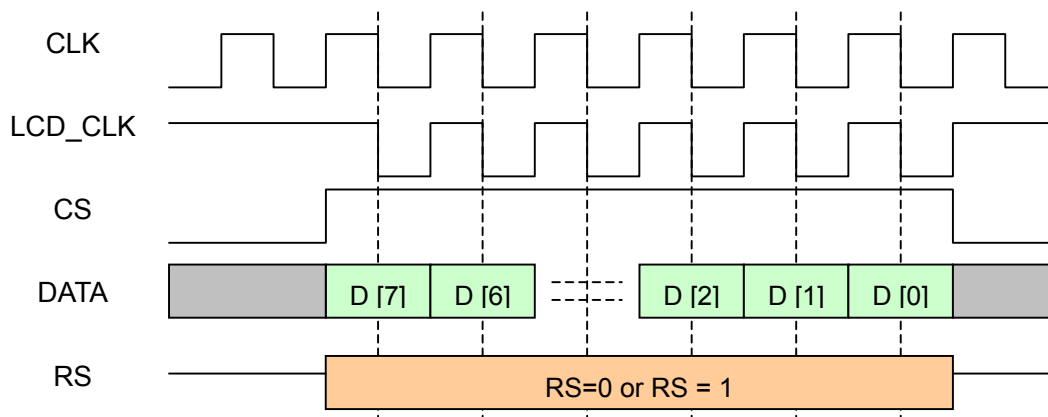 CLK
LCD_CLK
CS
DATA
D [7] D [6] D [2] D [1] D [0]
RS
RS=0 or RS = 1